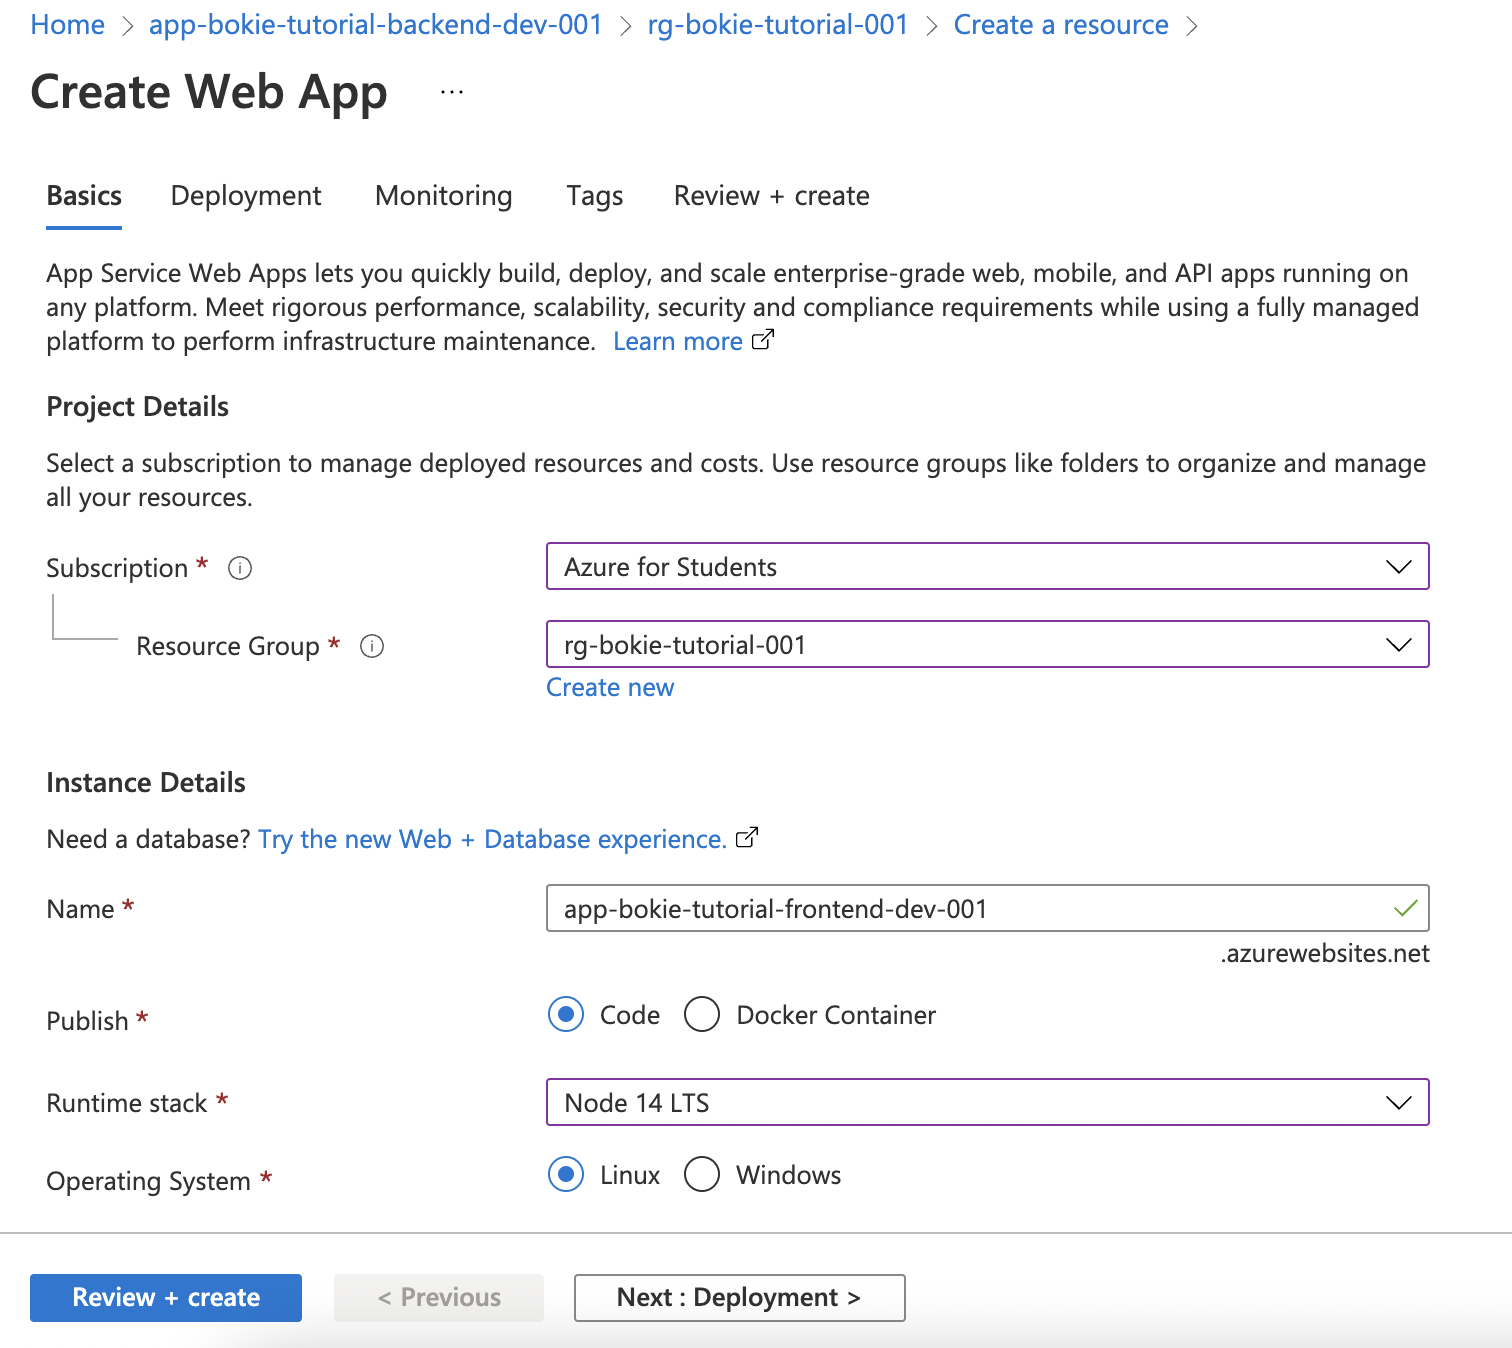 Home > app-bokie-tutorial-backend-dev-001 > rg-bokie-tutorial-001 > Create a resource >
Create Web App ...
Basics Deployment Monitoring Tags Review + create
App Service Web Apps lets you quickly build, deploy, and scale enterprise-grade web, mobile, and API apps running on
any platform. Meet rigorous performance, scalability, security and compliance requirements while using a fully managed
platform to perform infrastructure maintenance. Learn more
Project Details
Select a subscription to manage deployed resources and costs. Use resource groups like folders to organize and manage
all your resources.
Subscription * Azure for Students
Resource Group * rg-bokie-tutorial-001
Create new
Instance Details
Need a database? Try the new Web + Database experience.
Name * app-bokie-tutorial-frontend-dev-001
.azurewebsites.net
Publish * Code Docker Container
Runtime stack * Node 14 LTS
Operating System * Linux Windows
Review + create < Previous Next : Deployment >